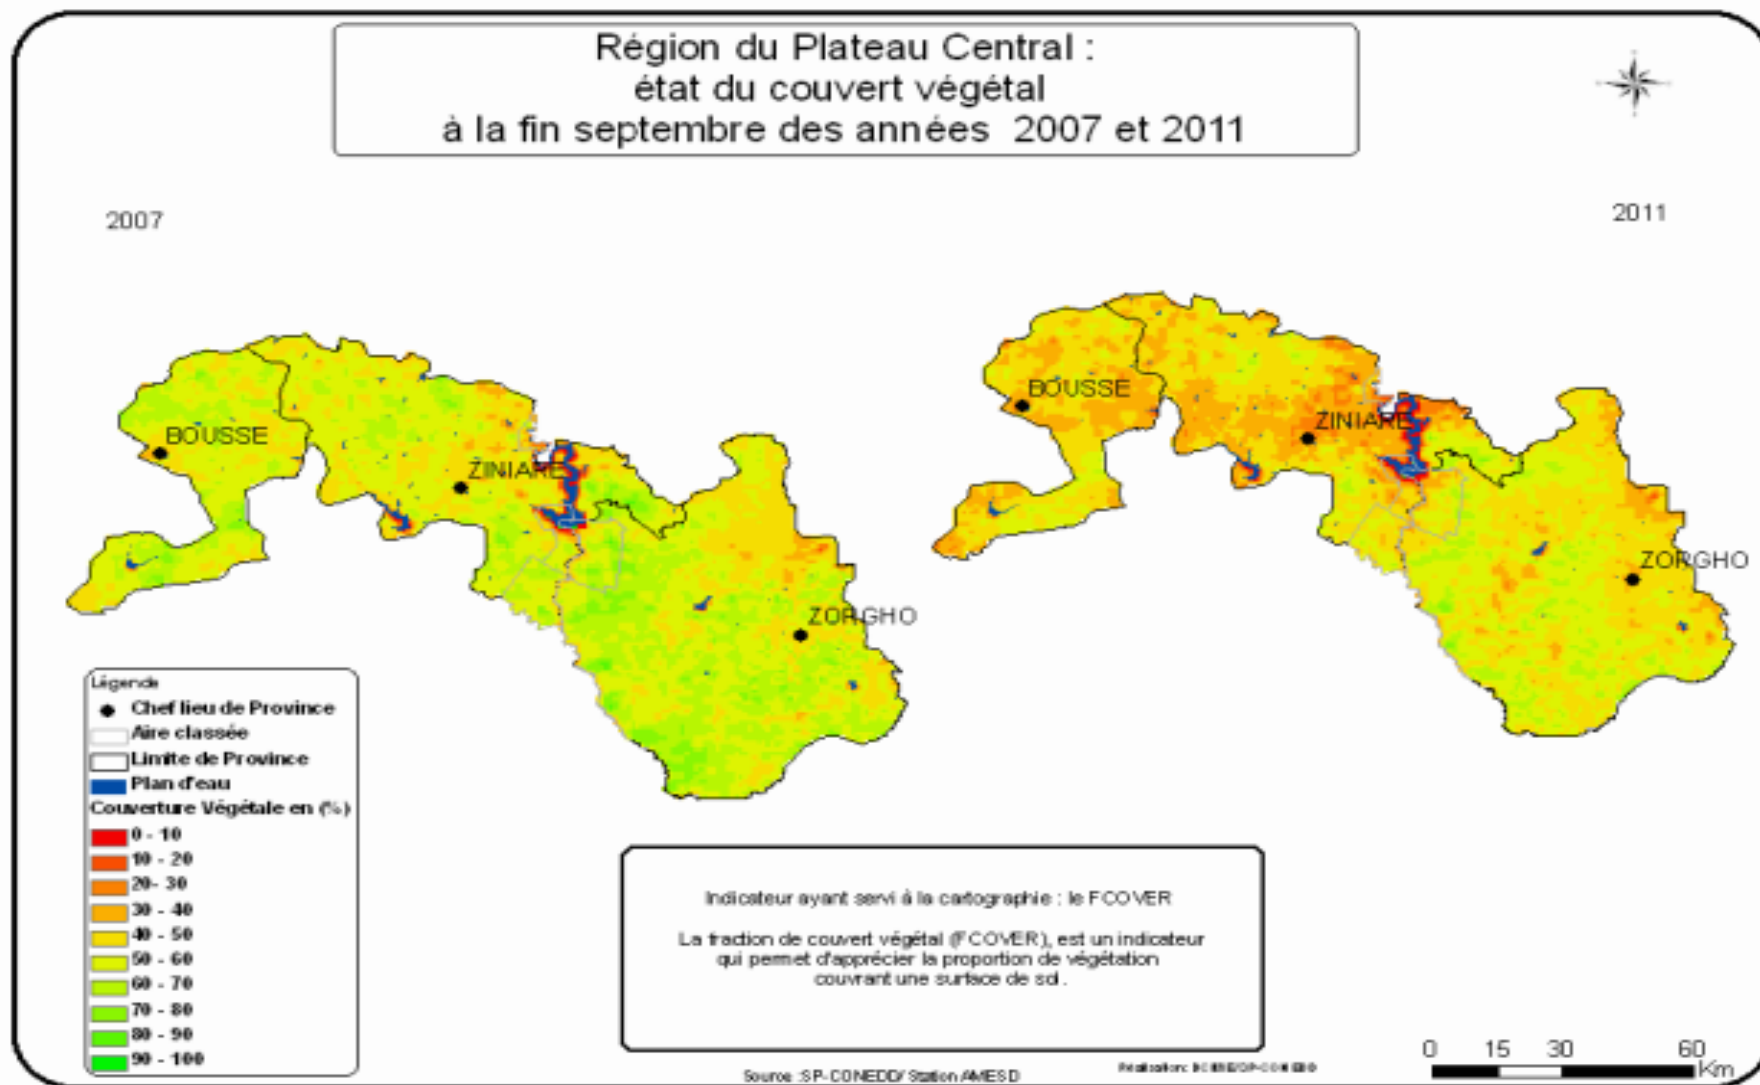 Région du Plateau Central :
état du couvert végétal
à la fin septembre des années 2007 et 2011
2007
2011
BOUSSE
ZINIARE
ZORGHO
BOUSSE
ZINIARE
ZORGHO
Légende
Chef lieu de Province
Aire classée
Limite de Province
Plan d'eau
Couverture Végétale en (%)
0 - 10
10 - 20
20- 30
30 - 40
40 - 50
50 - 60
60 - 70
70 - 80
80 - 90
90 - 100
Indicateur ayant servi à la cartographie : le FCOVER
La fraction de couvert végétal (FCOVER), est un indicateur
qui permet d'apprécier la proportion de végétation
couvrant une surface de sol.
Source :SP-CONEDD/ Station AMESD
Réalisation:
0 15 30 60
Km